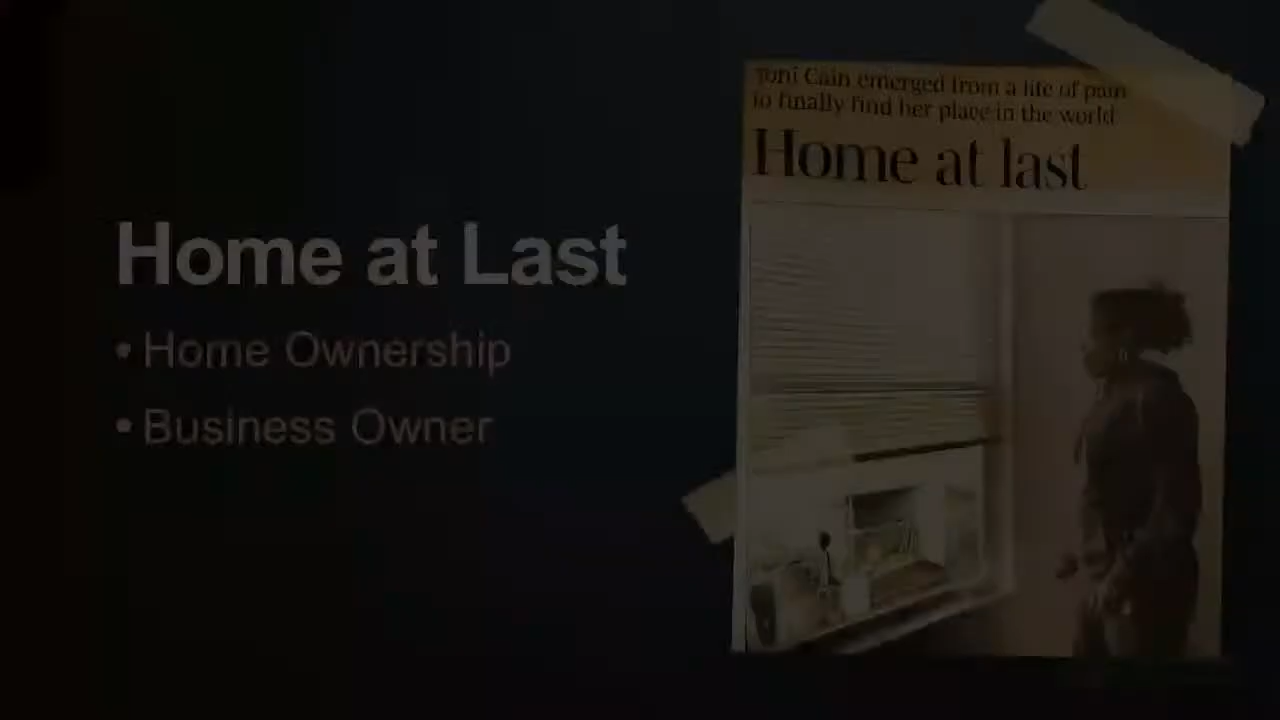 Home at Last
• Home Ownership
• Business Owner
Toni Cain emerged from a life of pain
to finally find her place in the world
Home at last